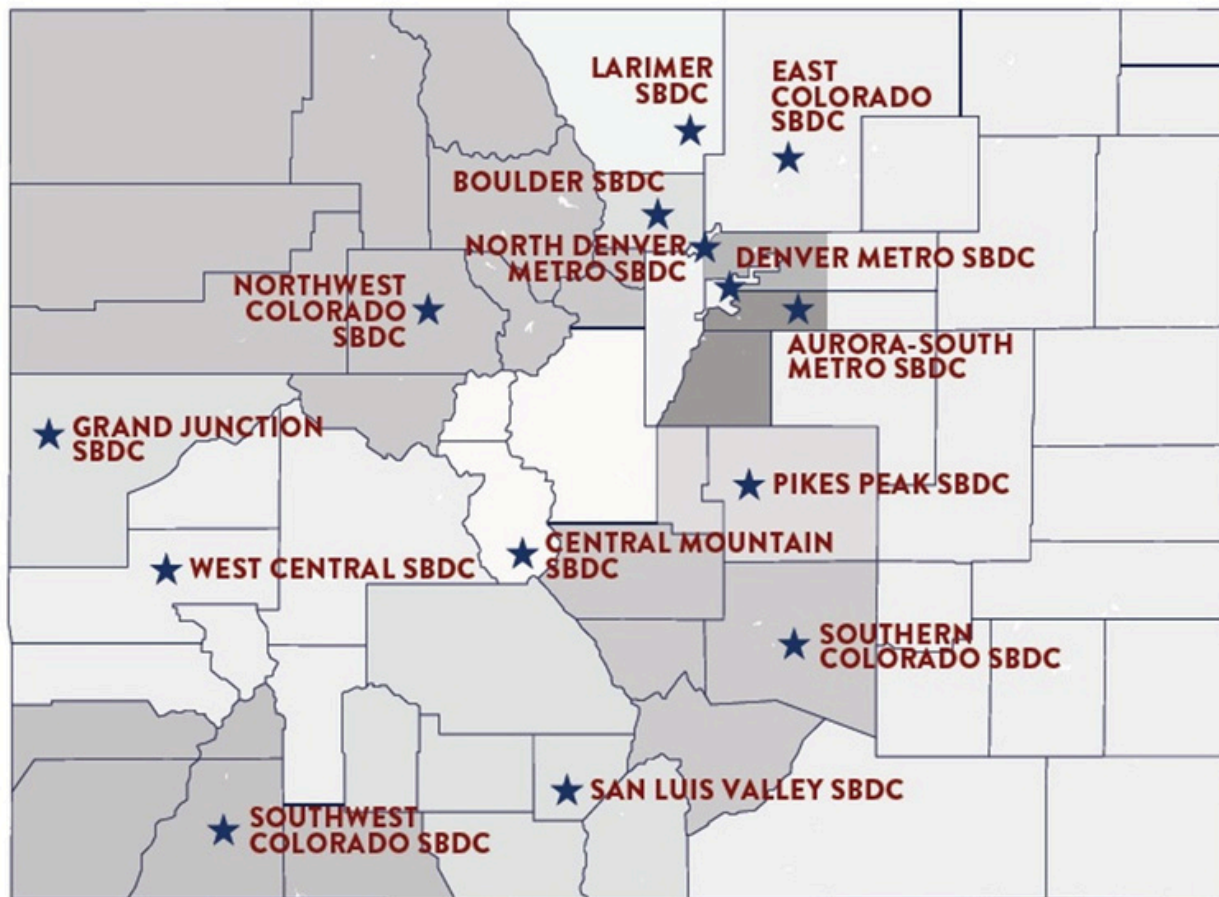 LARIMER
SBDC
EAST
COLORADO
SBDC
BOULDER SBDC
NORTH DENVER
METRO SBDC
DENVER METRO SBDC
NORTHWEST
COLORADO
SBDC
AURORA-SOUTH
METRO SBDC
GRAND JUNCTION
SBDC
PIKES PEAK SBDC
CENTRAL MOUNTAIN
SBDC
WEST CENTRAL SBDC
SOUTHERN
COLORADO SBDC
SAN LUIS VALLEY SBDC
SOUTHWEST
COLORADO SBDC